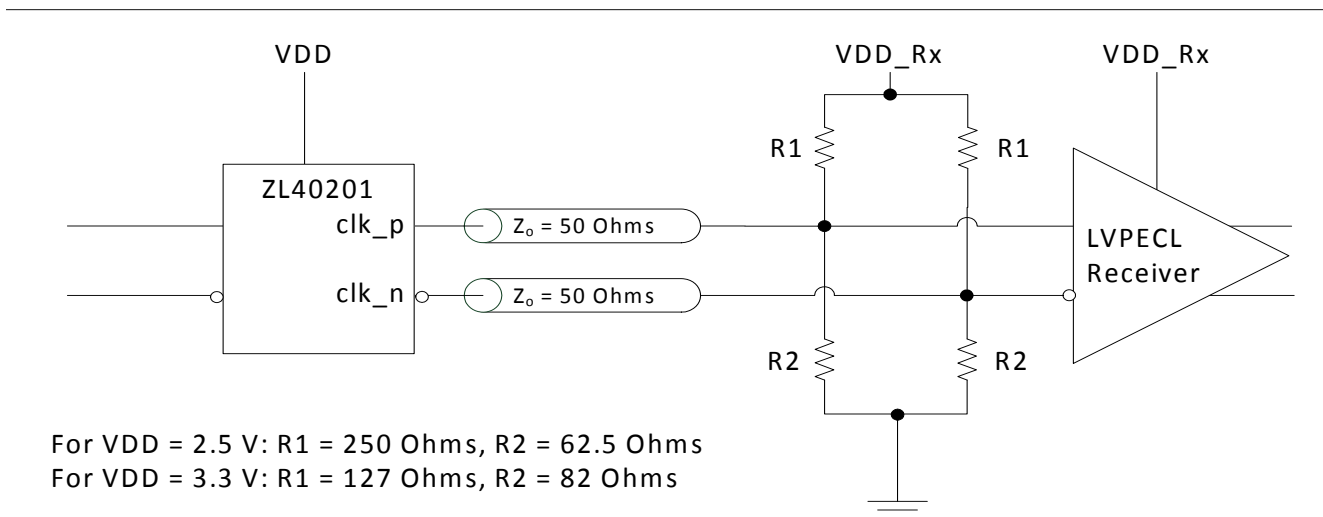 VDD
VDD_Rx
VDD_Rx
R1
R1
ZL40201
clk_p
Zo = 50 Ohms
LVPECL
Receiver
clk_n
Zo = 50 Ohms
R2
R2
For VDD = 2.5 V: R1 = 250 Ohms, R2 = 62.5 Ohms
For VDD = 3.3 V: R1 = 127 Ohms, R2 = 82 Ohms